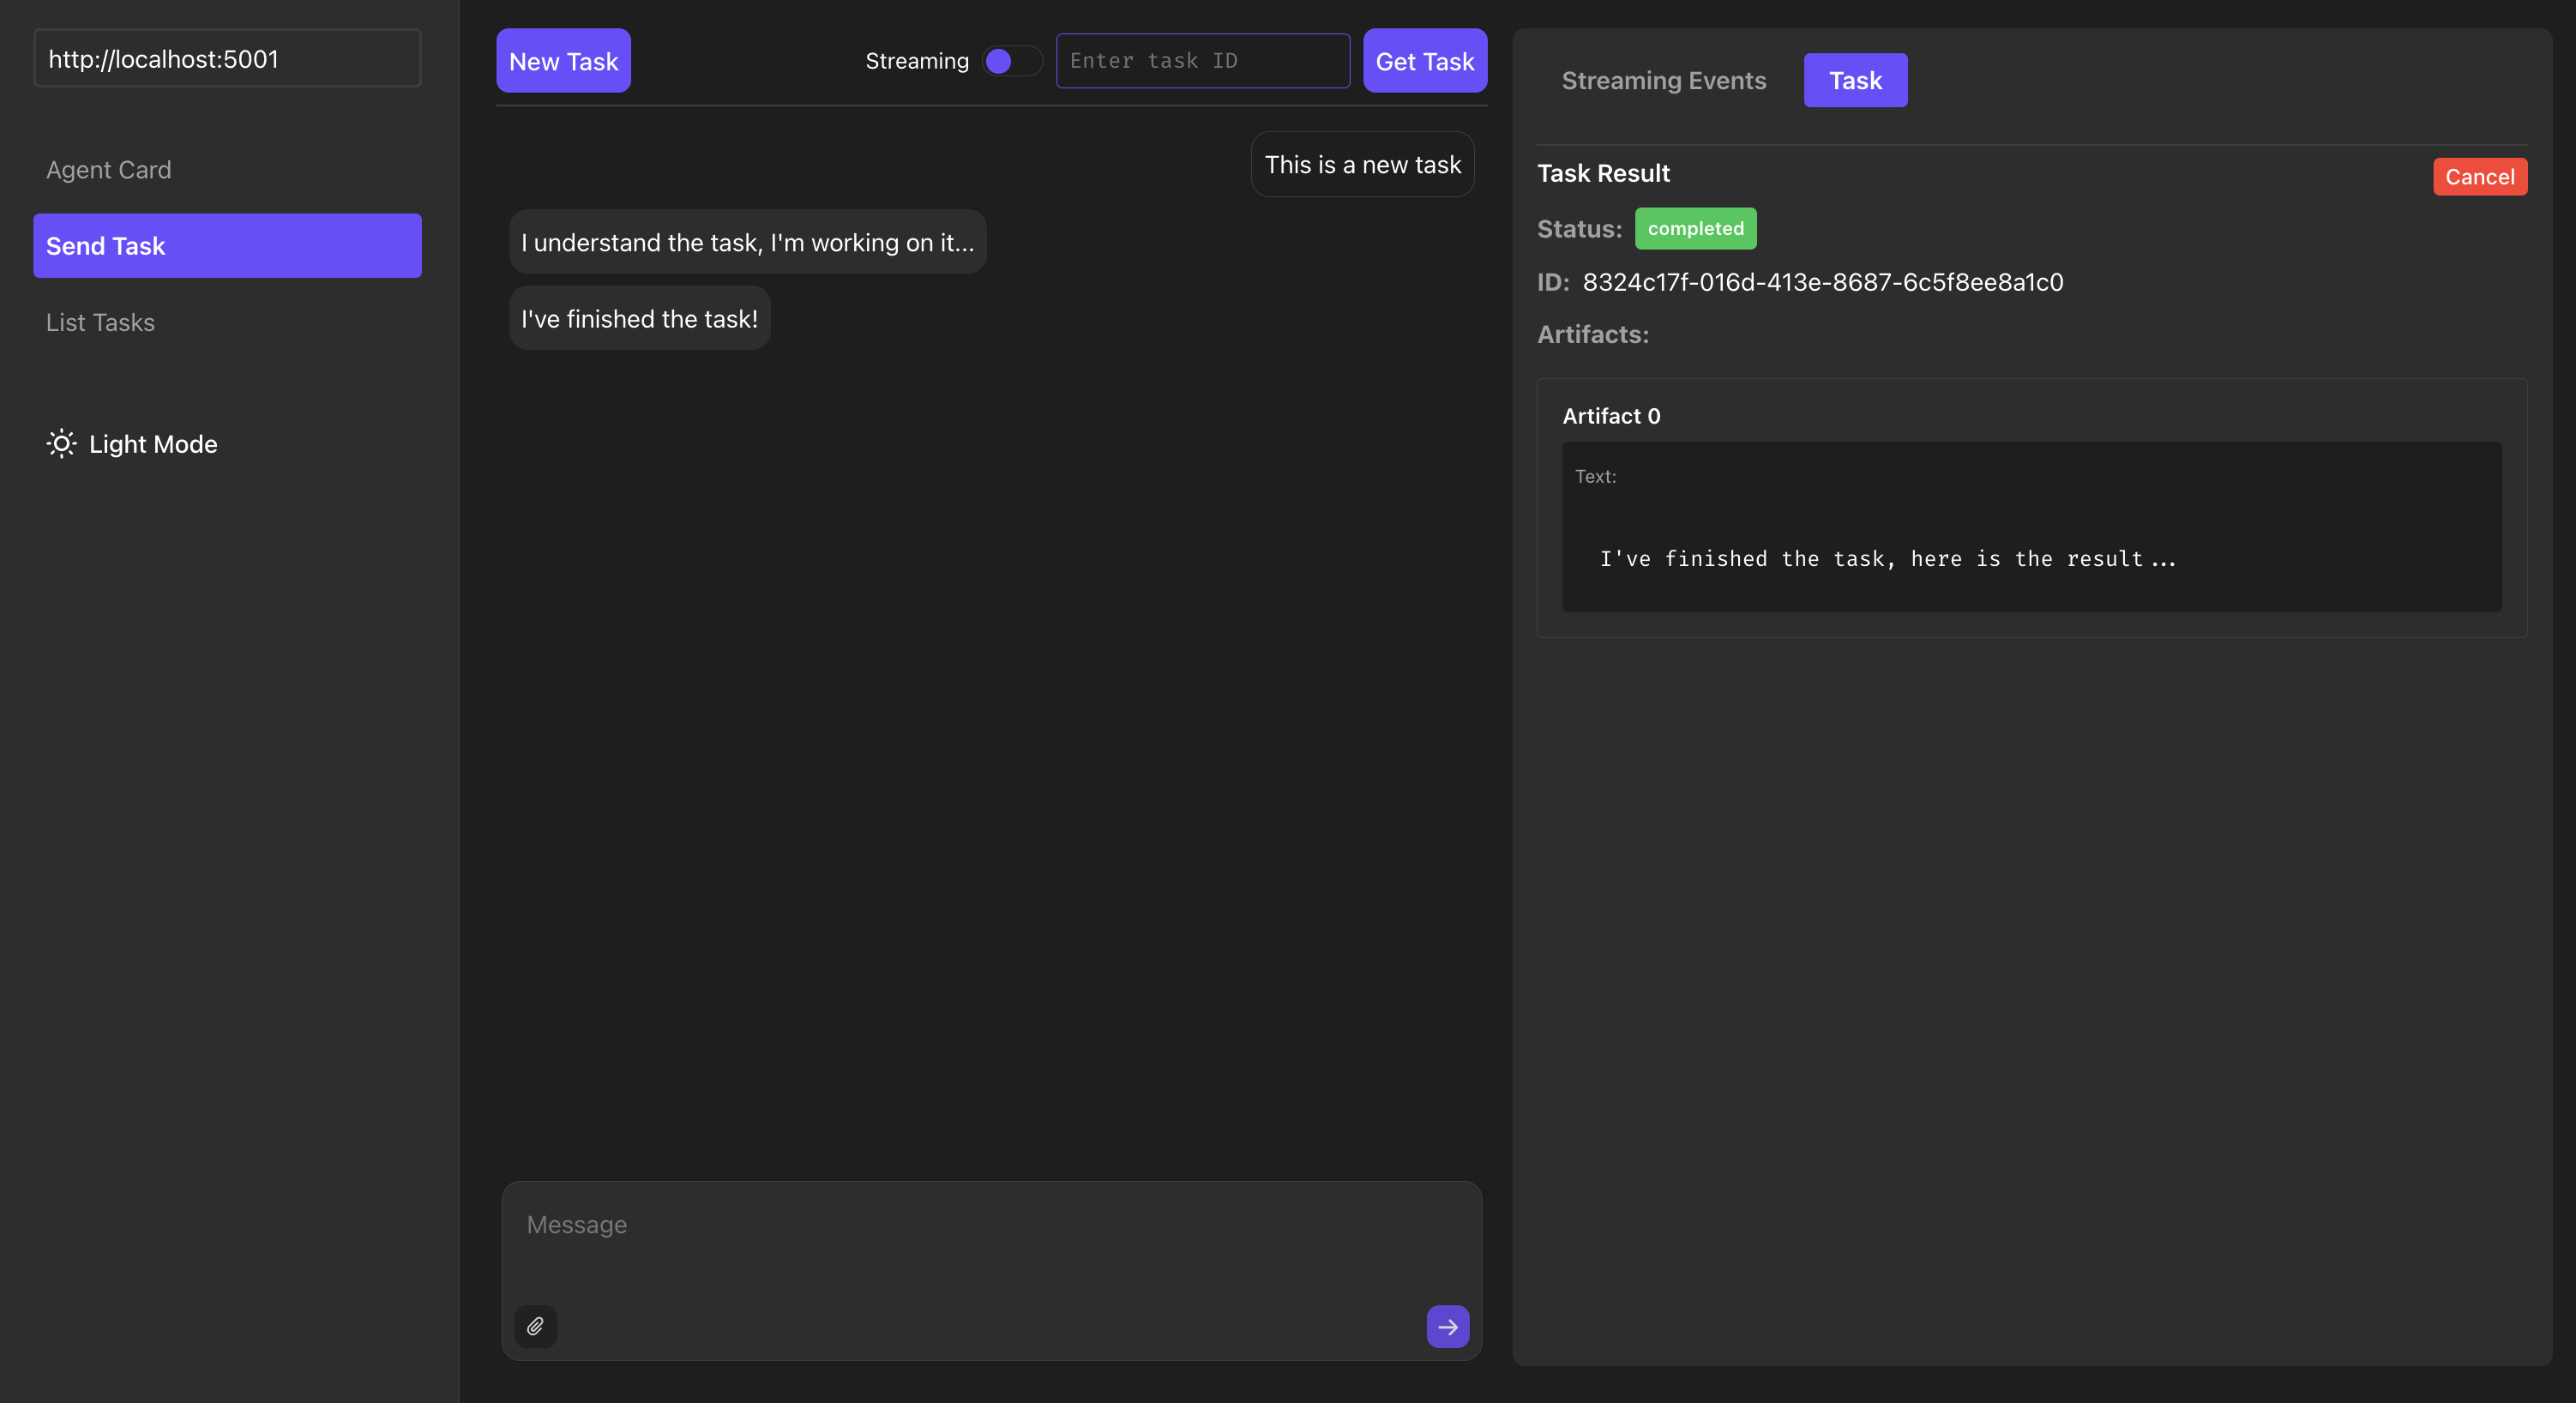 http://localhost:5001
Agent Card
Send Task
List Tasks
Light Mode
New Task
Streaming
Enter task ID
Get Task
This is a new task
I understand the task, I'm working on it...
I've finished the task!
Message
Streaming Events
Task
Task Result
Cancel
Status: completed
ID: 8324c17f-016d-413e-8687-6c5f8ee8a1c0
Artifacts:
Artifact 0
Text:
I've finished the task, here is the result...